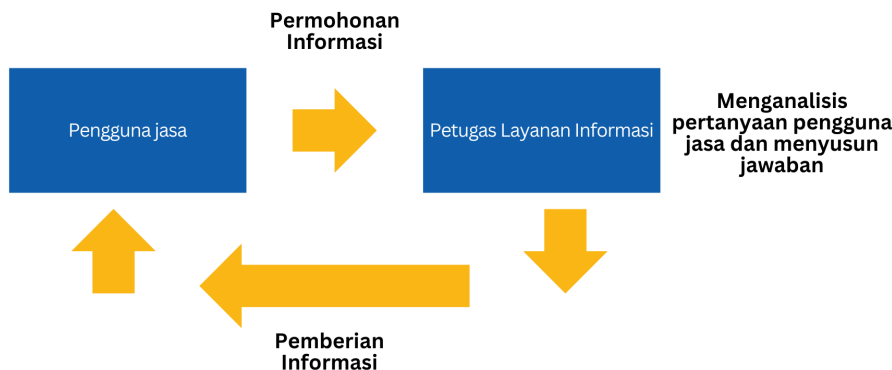 Permohonan
Informasi
Pengguna jasa
Petugas Layanan Informasi
Menganalisis
pertanyaan pengguna
jasa dan menyusun
jawaban
Pemberian
Informasi